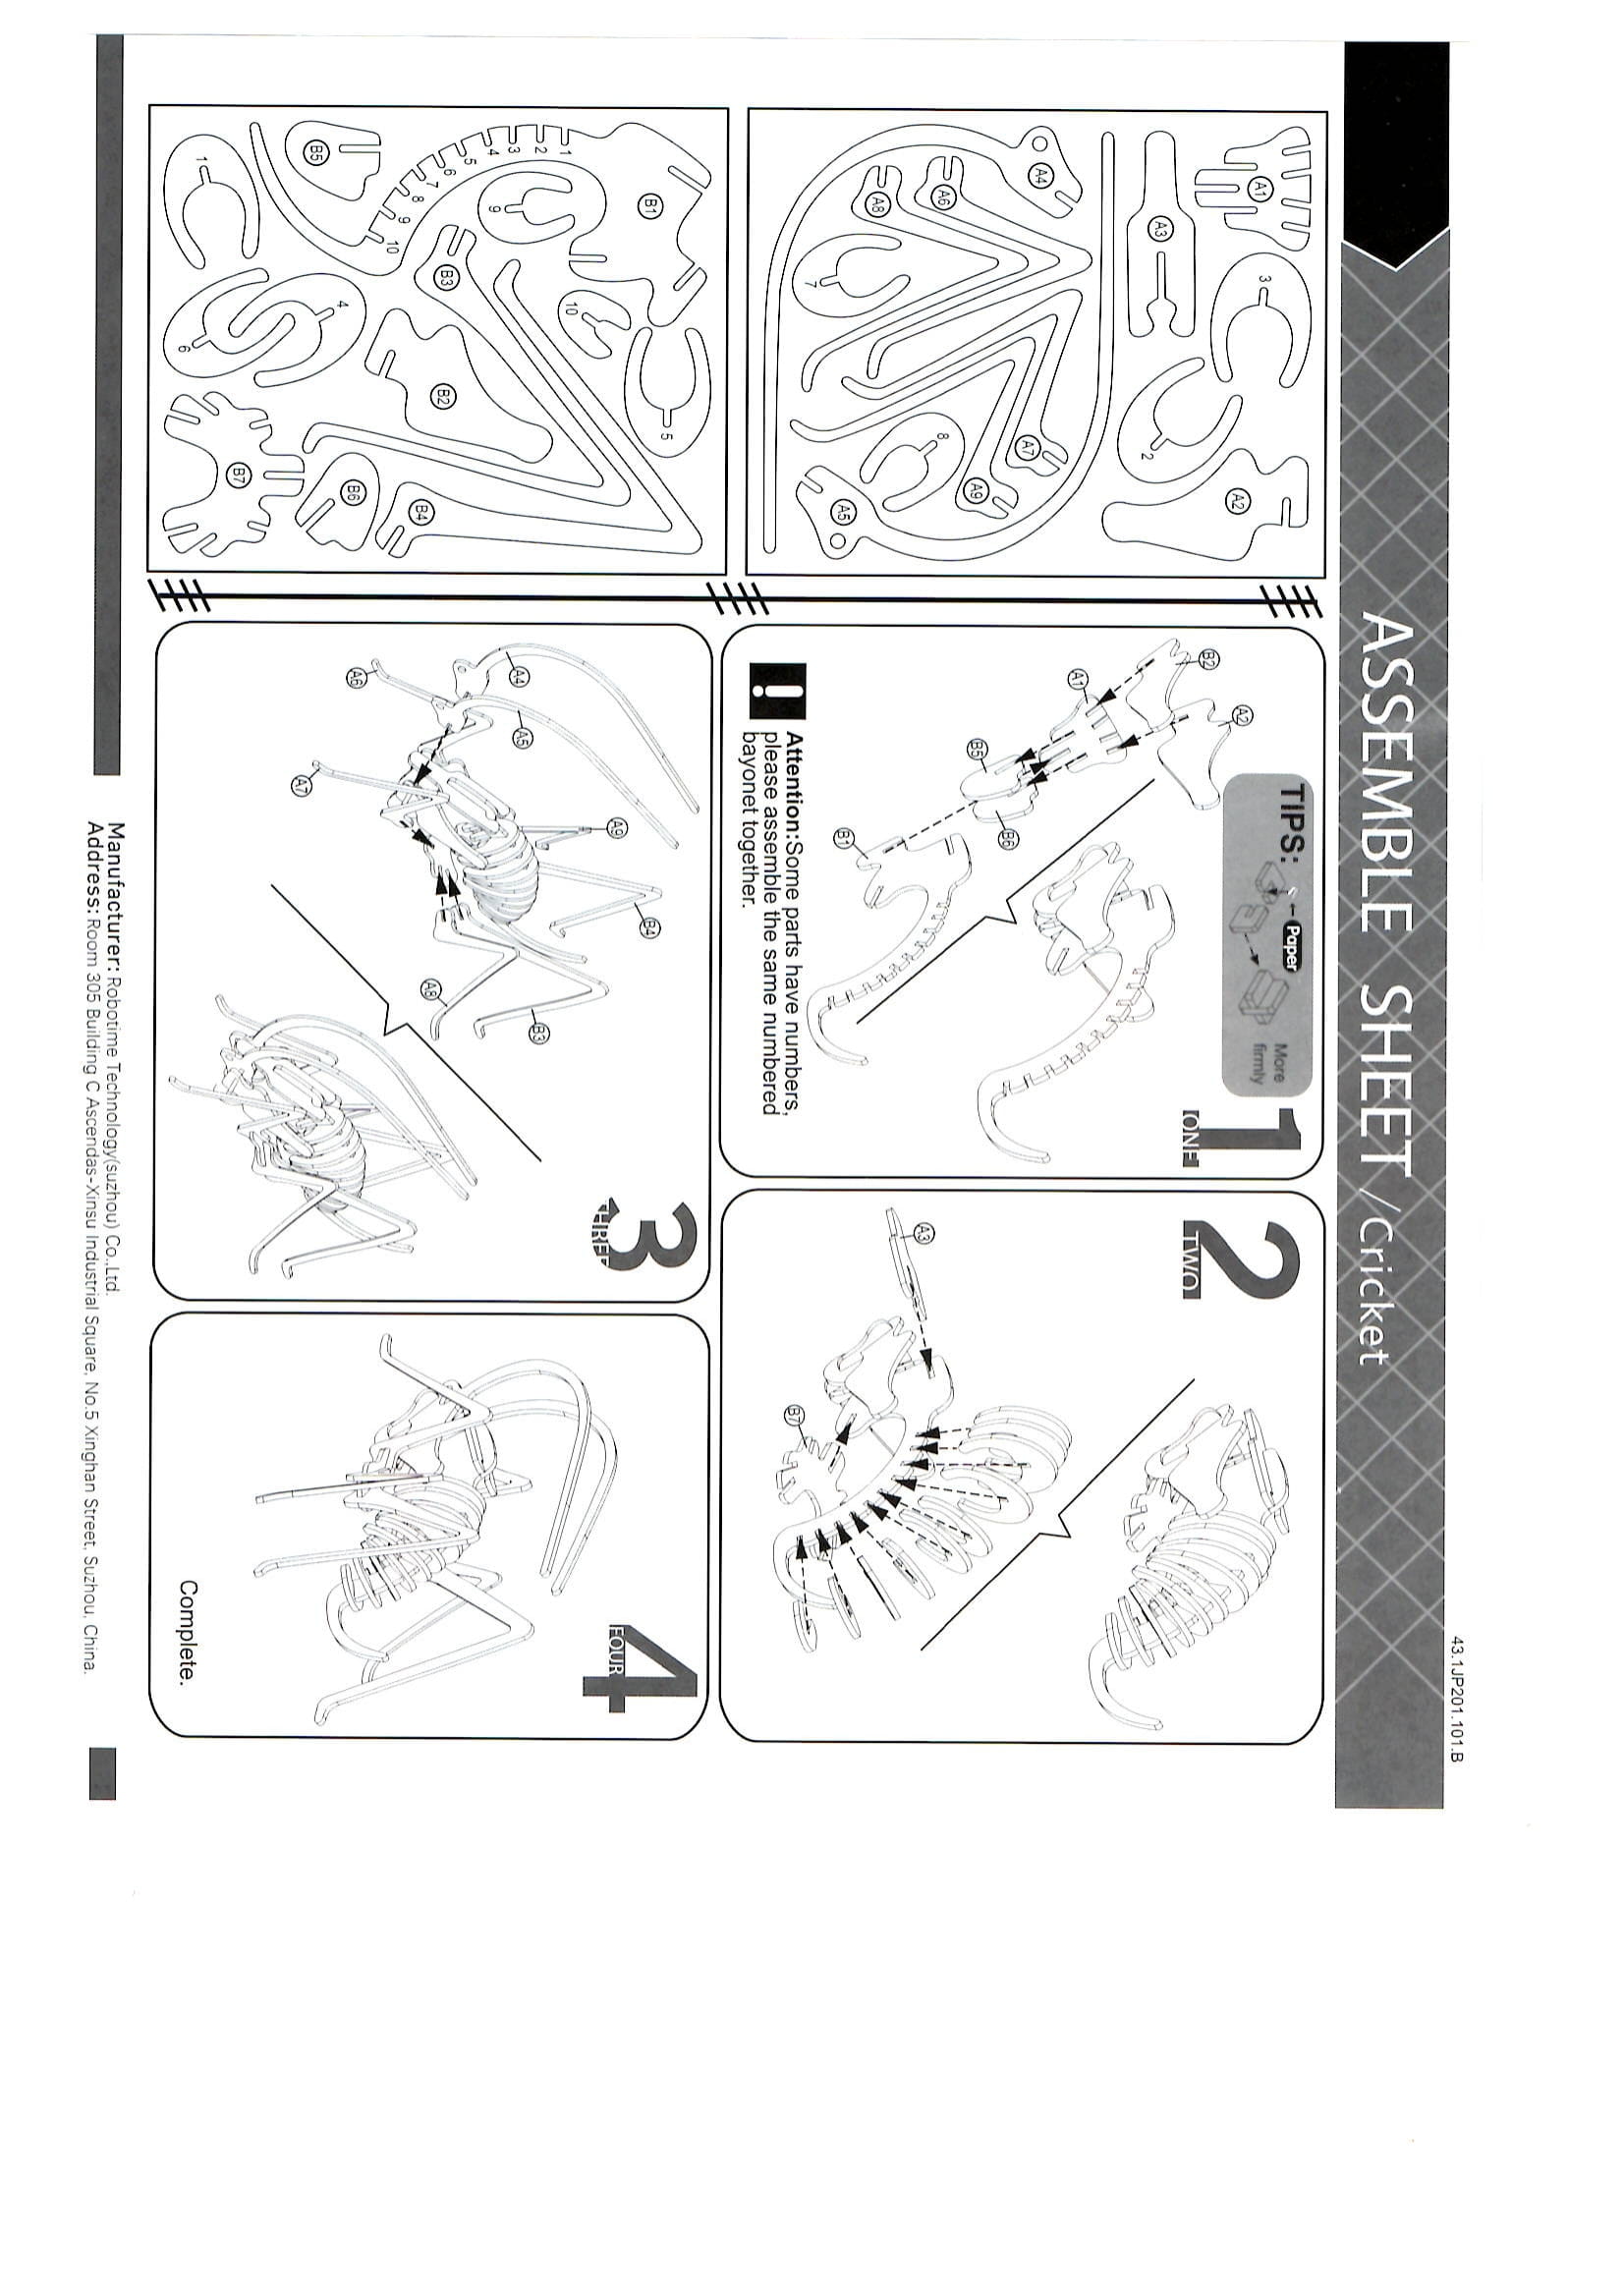 43.1JP201.101.B
ASSEMBLE SHEET /Cricket
A1
3
A3
2
A2
A4
A6
A8
7
8
A7
A9
A5
B1
1
2
3
4
5
6
7
8
9
10
9
B5
1
B3
10
5
4
6
B2
B7
B6
B4
TIPS:
Paper
More
firmly
1
ONE
B2
A2
A1
B5
B6
B1
Attention:Some parts have numbers,
please assemble the same numbered
bayonet together.
2
TWO
A3
B7
3
THREE
A4
A5
A6
A7
A9
B4
A8
B3
4
FOUR
Complete.
Manufacturer: Robotime Technology(suzhou) Co.,Ltd.
Address: Room 305 Building C Ascendas-Xinsu Industrial Square, No.5 Xinghan Street, Suzhou, China.